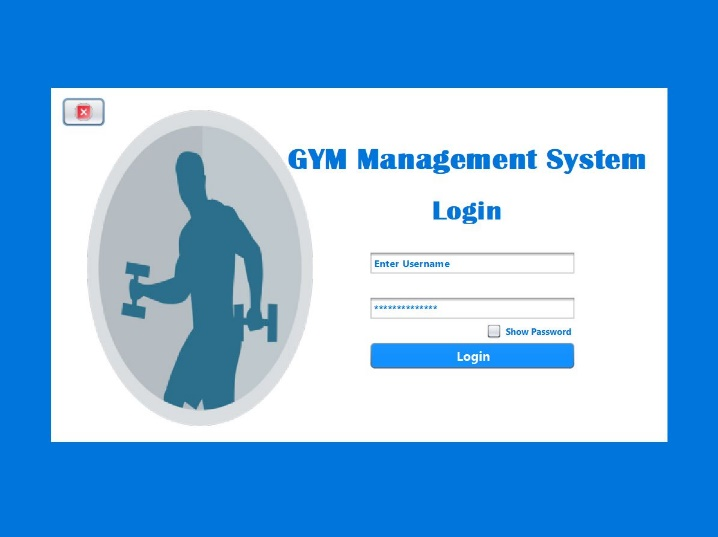 GYM Management System
Login
Enter Username
**************
Show Password
Login